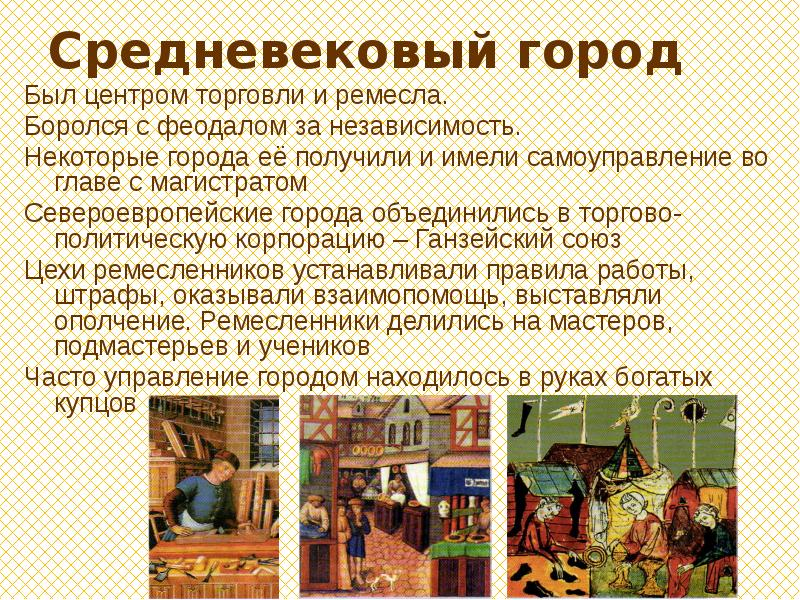 Средневековый город
Был центром торговли и ремесла.
Боролся с феодалом за независимость.
Некоторые города её получили и имели самоуправление во
главе с магистратом
Североевропейские города объединились в торгово-
политическую корпорацию – Ганзейский союз
Цехи ремесленников устанавливали правила работы,
штрафы, оказывали взаимопомощь, выставляли
ополчение. Ремесленники делились на мастеров,
подмастерьев и учеников
Часто управление городом находилось в руках богатых
купцов